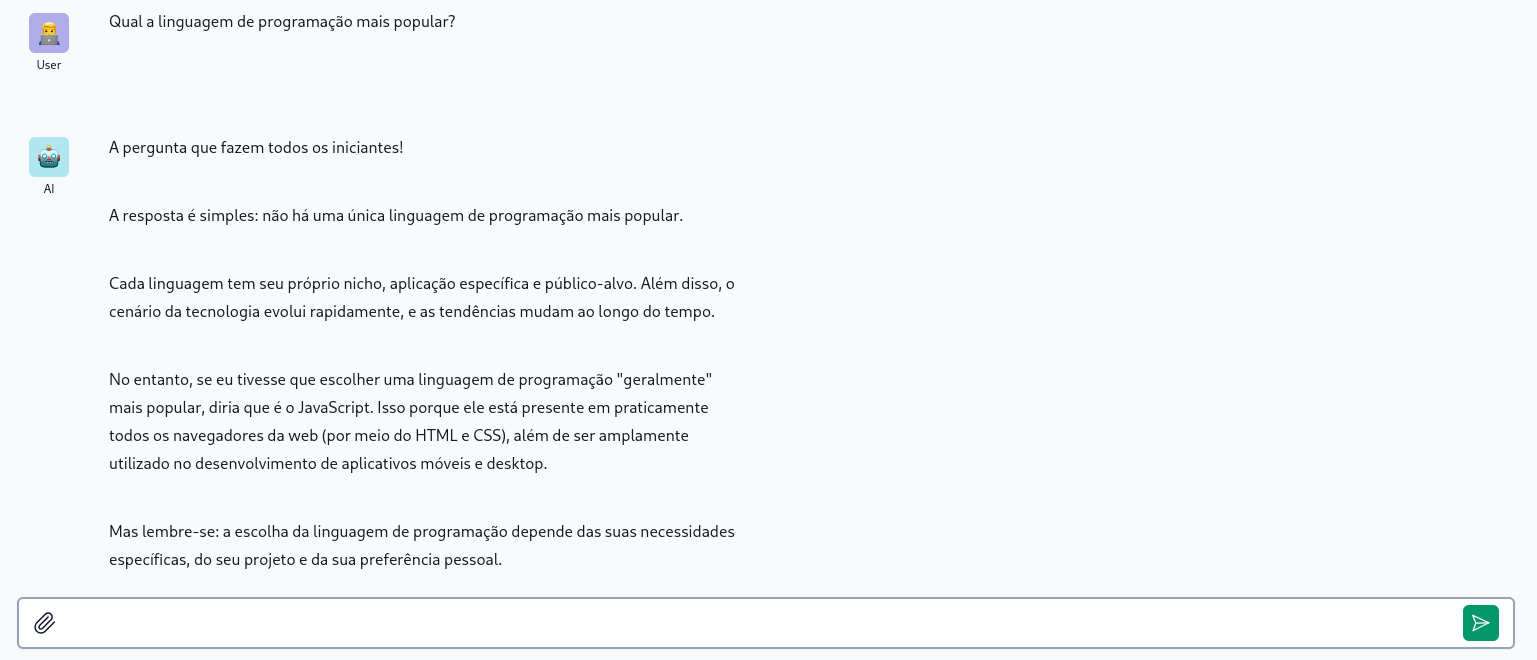 Qual a linguagem de programação mais popular?
User
A pergunta que fazem todos os iniciantes!
AI
A resposta é simples: não há uma única linguagem de programação mais popular.
Cada linguagem tem seu próprio nicho, aplicação específica e público-alvo. Além disso, o
cenário da tecnologia evolui rapidamente, e as tendências mudam ao longo do tempo.
No entanto, se eu tivesse que escolher uma linguagem de programação "geralmente"
mais popular, diria que é o JavaScript. Isso porque ele está presente em praticamente
todos os navegadores da web (por meio do HTML e CSS), além de ser amplamente
utilizado no desenvolvimento de aplicativos móveis e desktop.
Mas lembre-se: a escolha da linguagem de programação depende das suas necessidades
específicas, do seu projeto e da sua preferência pessoal.